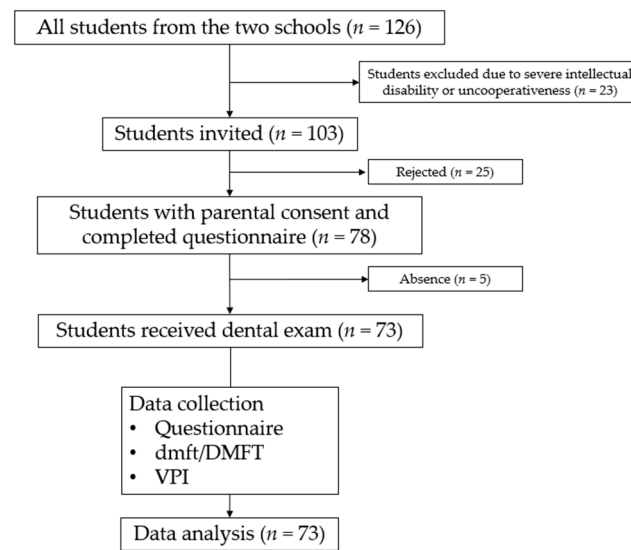 All students from the two schools (n = 126)
Students excluded due to severe intellectual
disability or uncooperativeness (n = 23)
Students invited (n = 103)
Rejected (n = 25)
Students with parental consent and
completed questionnaire (n = 78)
Absence (n = 5)
Students received dental exam (n = 73)
Data collection
• Questionnaire
• dmft/DMFT
• VPI
Data analysis (n = 73)